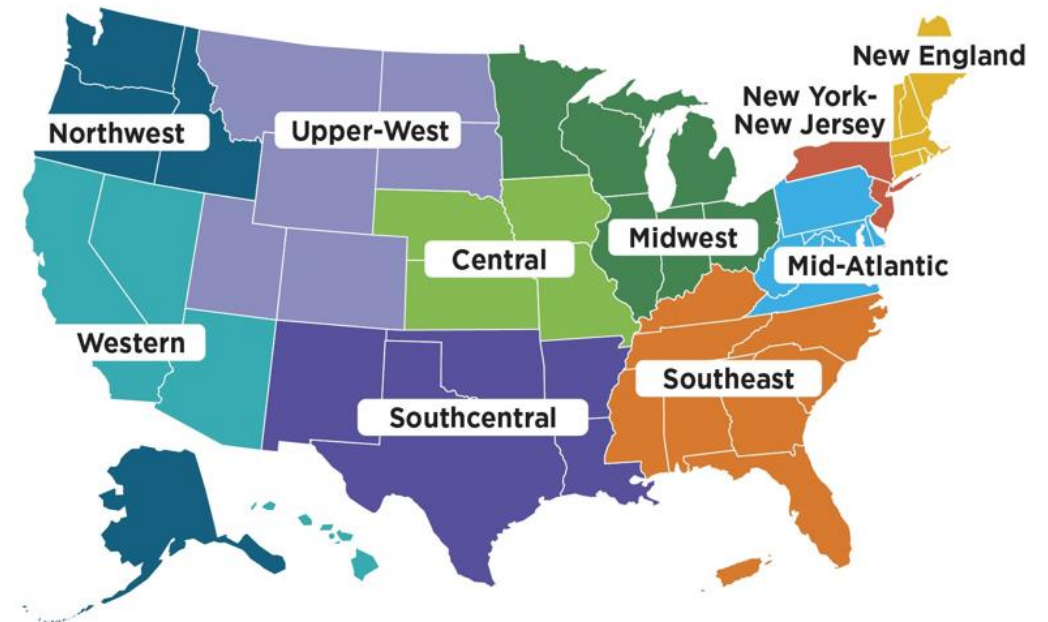 New England
New York-
New Jersey
Northwest
Upper-West
Midwest
Central
Mid-Atlantic
Western
Southeast
Southcentral